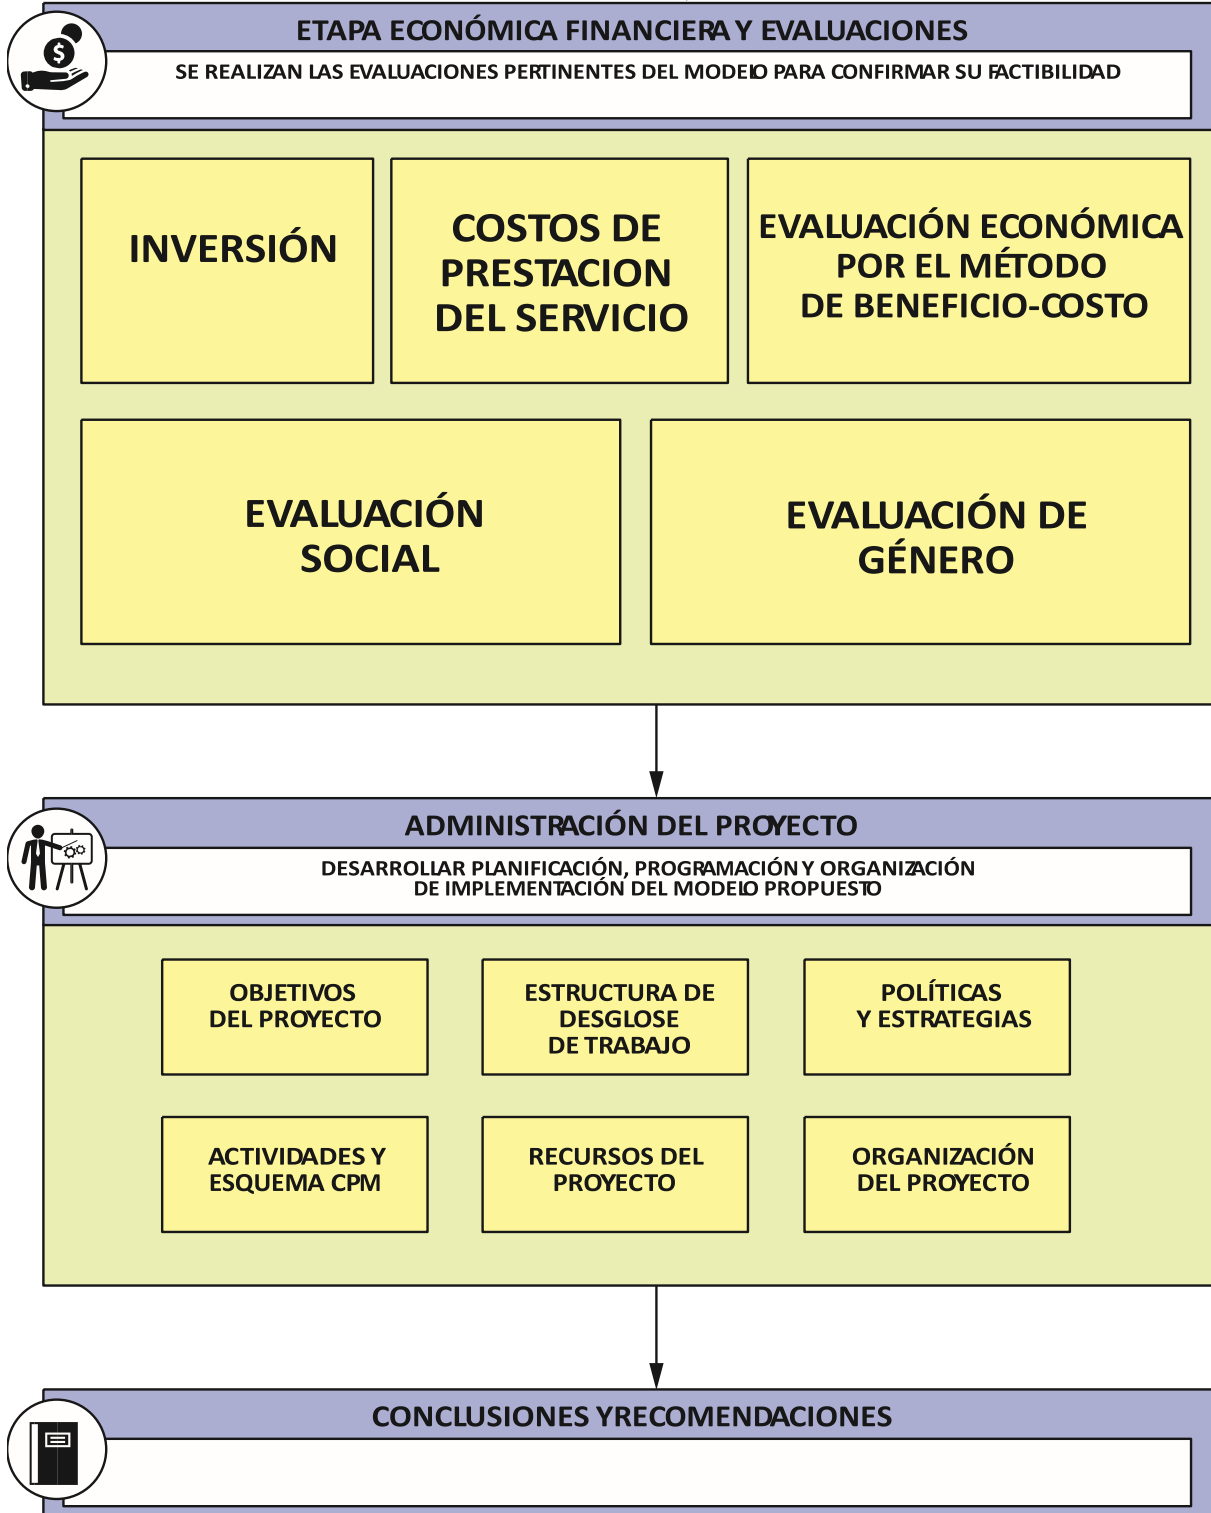 ETAPA ECONÓMICA FINANCIERA Y EVALUACIONES
SE REALIZAN LAS EVALUACIONES PERTINENTES DEL MODELO PARA CONFIRMAR SU FACTIBILIDAD
$
INVERSIÓN
COSTOS DE
PRESTACION
DEL SERVICIO
EVALUACIÓN ECONÓMICA
POR EL MÉTODO
DE BENEFICIO-COSTO
EVALUACIÓN
SOCIAL
EVALUACIÓN DE
GÉNERO
ADMINISTRACIÓN DEL PROYECTO
DESARROLLAR PLANIFICACIÓN, PROGRAMACIÓN Y ORGANIZACIÓN
DE IMPLEMENTACIÓN DEL MODELO PROPUESTO
OBJETIVOS
DEL PROYECTO
ESTRUCTURA DE
DESGLOSE
DE TRABAJO
POLÍTICAS
Y ESTRATEGIAS
ACTIVIDADES Y
ESQUEMA CPM
RECURSOS DEL
PROYECTO
ORGANIZACIÓN
DEL PROYECTO
CONCLUSIONES YRECOMENDACIONES